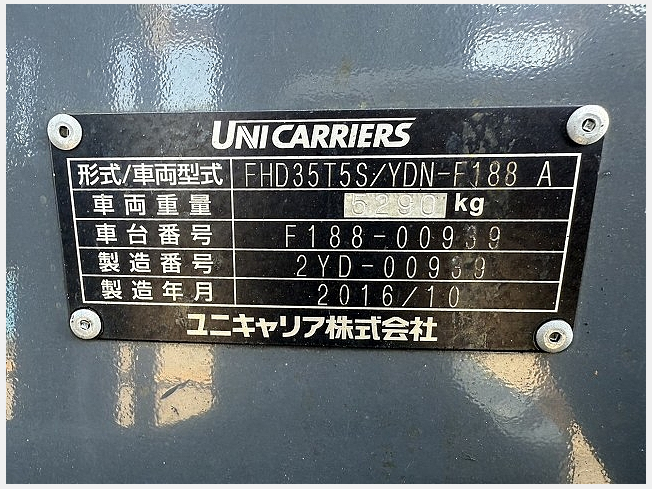 UNICARRIERS
形式/車両型式 FHD35T5S/YDN-F188 A
車両重量 6290 kg
車台番号 F188-00939
製造番号 2YD-00939
製造年月 2016/10
ユニキャリア株式会社